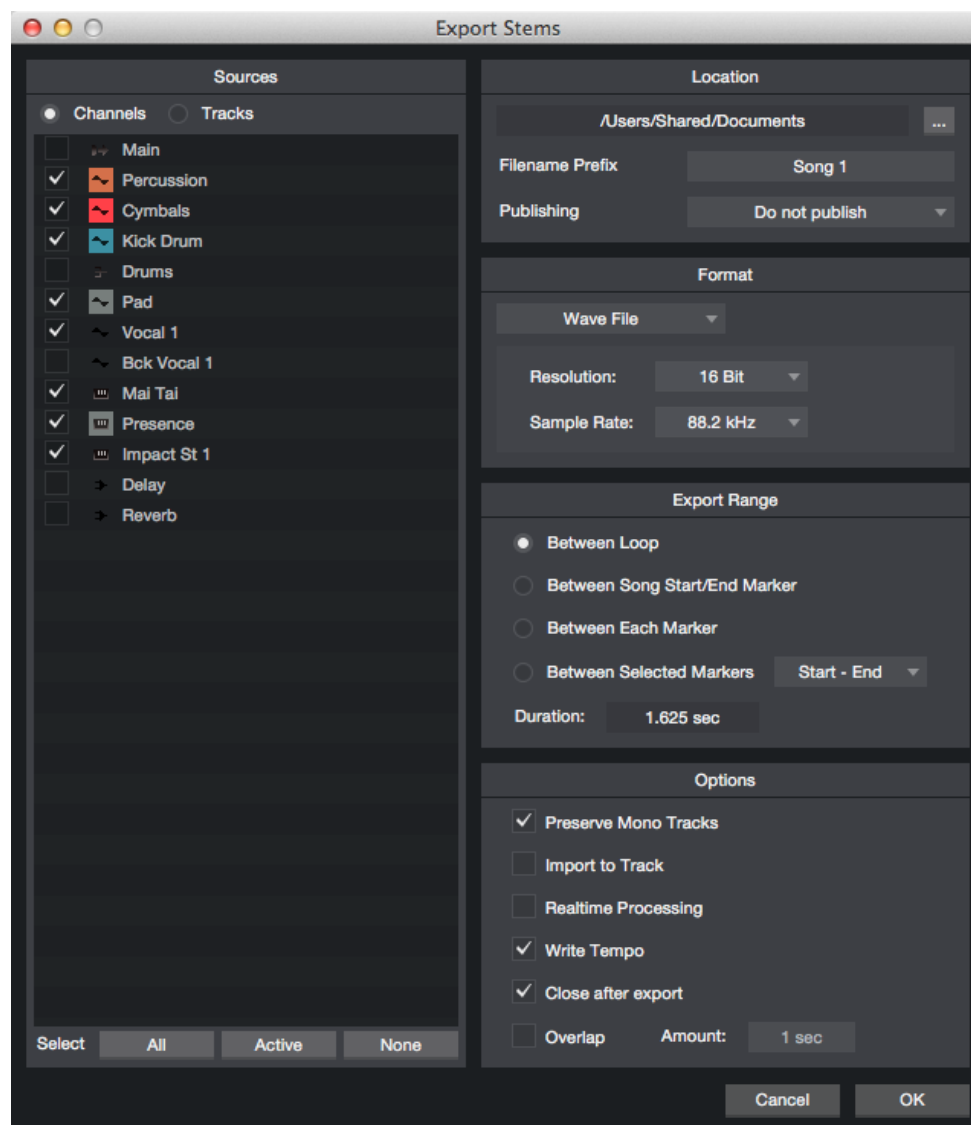 Export Stems
Sources
Channels Tracks
Main
Percussion
Cymbals
Kick Drum
Drums
Pad
Vocal 1
Bck Vocal 1
Mai Tai
Presence
Impact St 1
Delay
Reverb
Select All Active None
Location
/Users/Shared/Documents ...
Filename Prefix Song 1
Publishing Do not publish
Format
Wave File
Resolution: 16 Bit
Sample Rate: 88.2 kHz
Export Range
Between Loop
Between Song Start/End Marker
Between Each Marker
Between Selected Markers Start - End
Duration: 1.625 sec
Options
Preserve Mono Tracks
Import to Track
Realtime Processing
Write Tempo
Close after export
Overlap Amount: 1 sec
Cancel OK